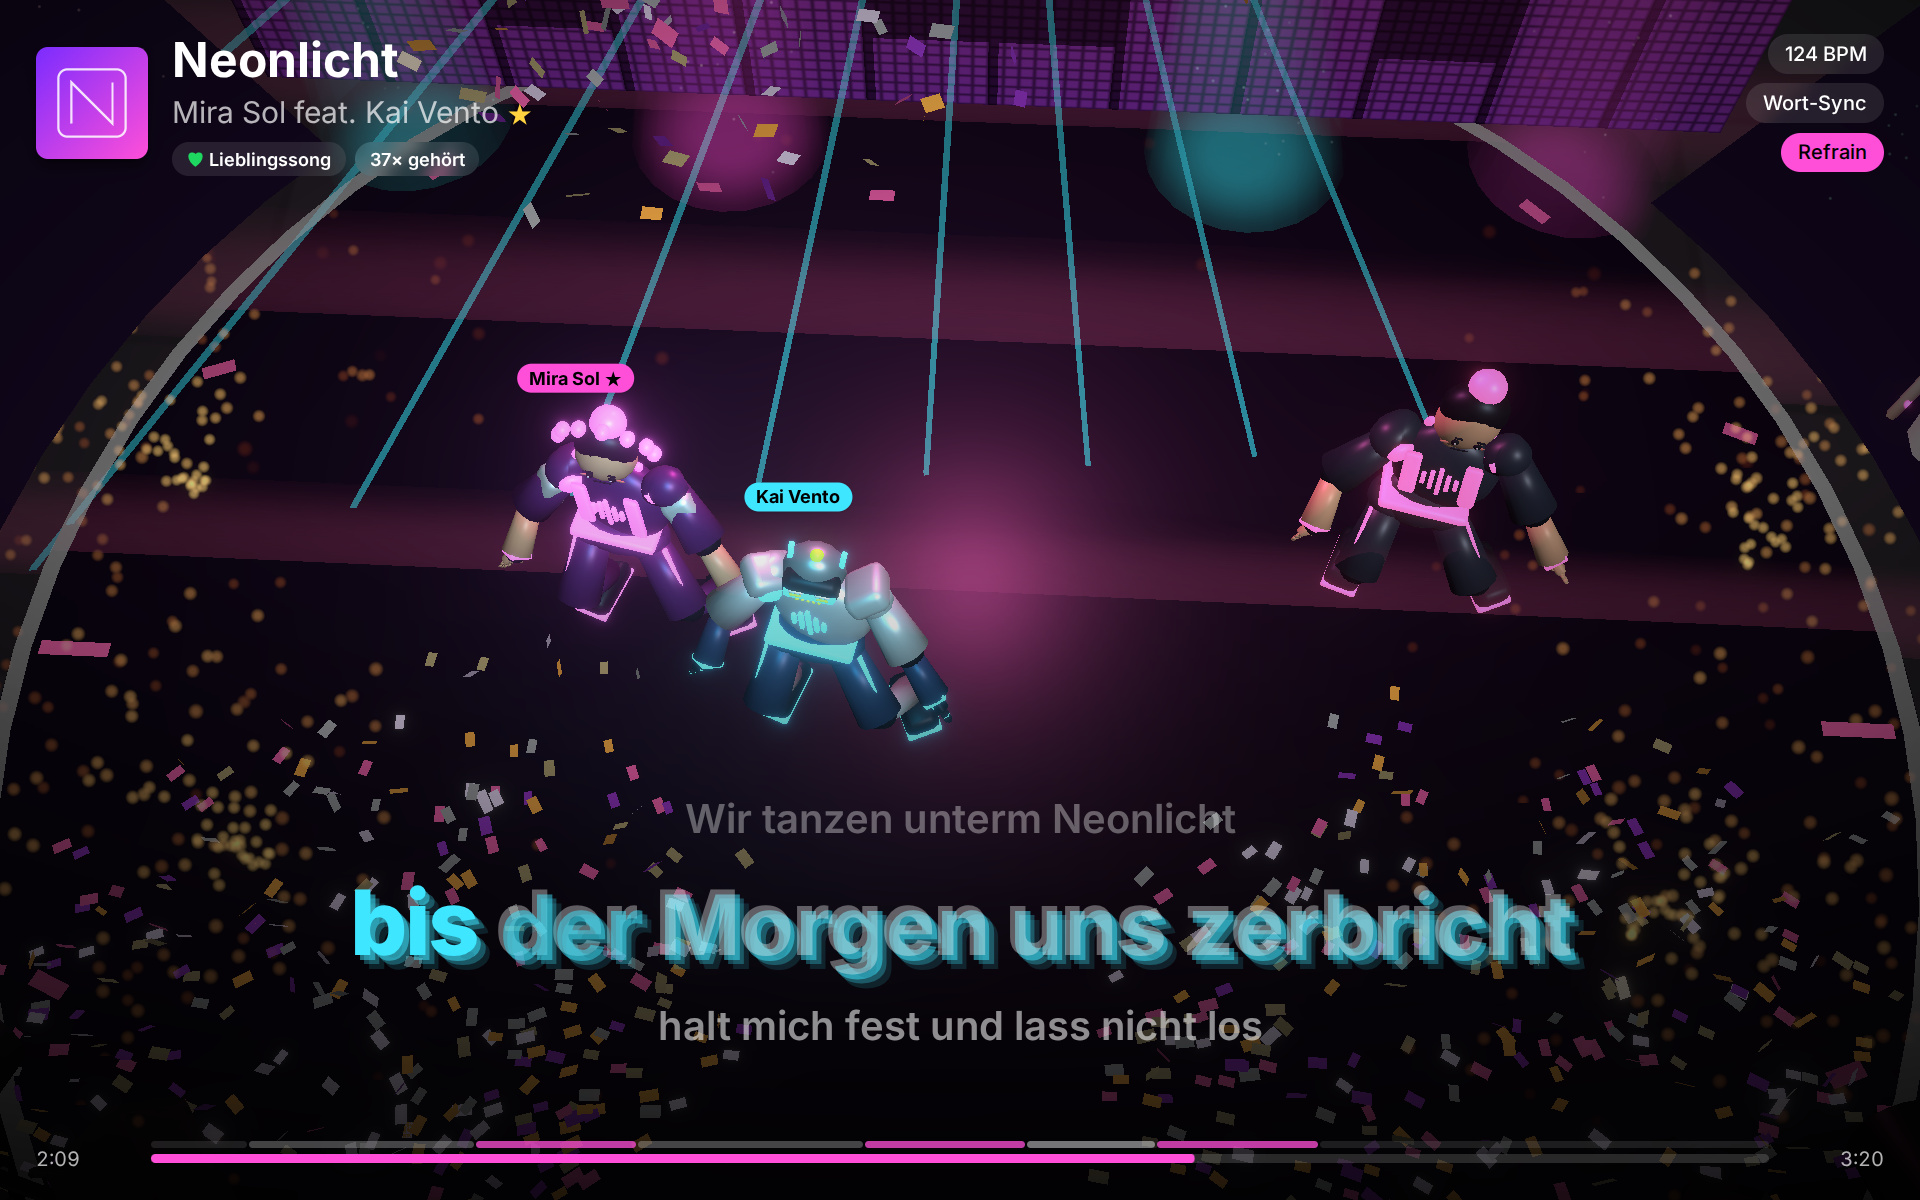 N
Neonlicht
Mira Sol feat. Kai Vento ⭐
💚 Lieblingssong
37× gehört
124 BPM
Wort-Sync
Refrain
Mira Sol ★
Kai Vento
Wir tanzen unterm Neonlicht
bis der Morgen uns zerbricht
halt mich fest und lass nicht los
2:09
3:20